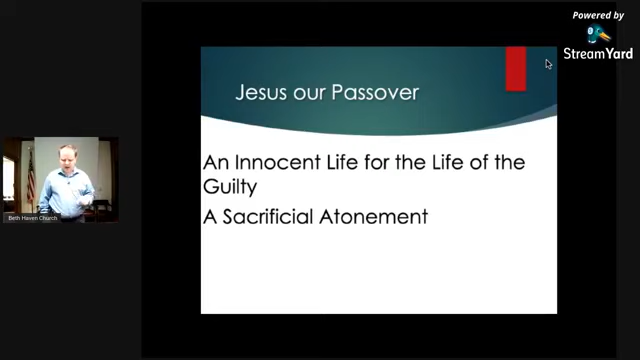 Powered by
StreamYard
Jesus our Passover
An Innocent Life for the Life of the
Guilty
A Sacrificial Atonement
Beth Haven Church